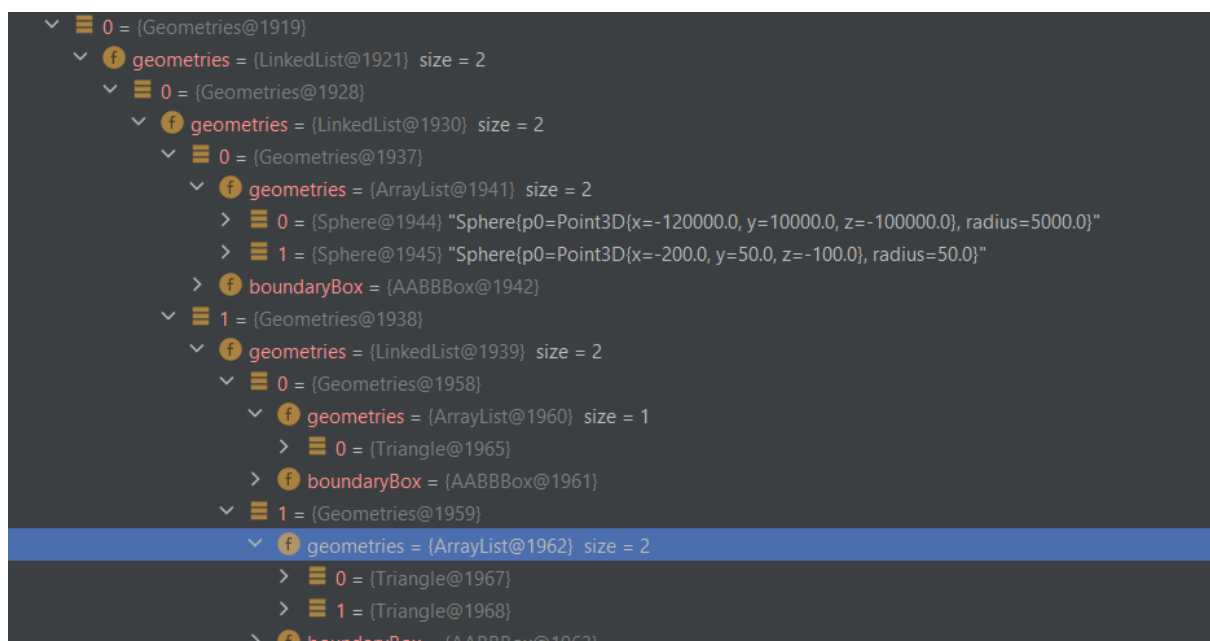 0 = {Geometries@1919}
f geometries = {LinkedList@1921} size = 2
0 = {Geometries@1928}
f geometries = {LinkedList@1930} size = 2
0 = {Geometries@1937}
f geometries = {ArrayList@1941} size = 2
0 = {Sphere@1944} "Sphere{p0=Point3D{x=-120000.0, y=10000.0, z=-100000.0}, radius=5000.0}"
1 = {Sphere@1945} "Sphere{p0=Point3D{x=-200.0, y=50.0, z=-100.0}, radius=50.0}"
f boundaryBox = {AABBBox@1942}
1 = {Geometries@1938}
f geometries = {LinkedList@1939} size = 2
0 = {Geometries@1958}
f geometries = {ArrayList@1960} size = 1
0 = {Triangle@1965}
f boundaryBox = {AABBBox@1961}
1 = {Geometries@1959}
f geometries = {ArrayList@1962} size = 2
0 = {Triangle@1967}
1 = {Triangle@1968}
f boundaryBox = {AABBBox@1963}